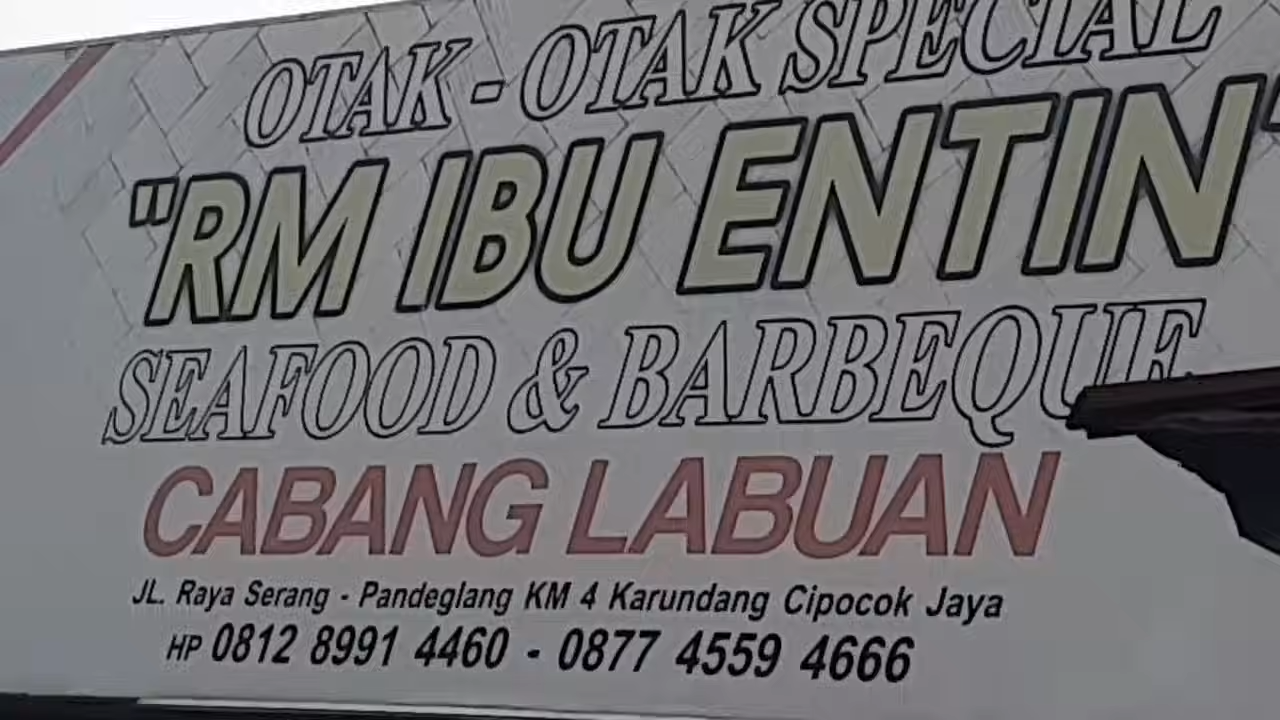 OTAK - OTAK SPECIAL
"RM IBU ENTIN"
SEAFOOD & BARBEQUE
CABANG LABUAN
JL. Raya Serang - Pandeglang KM 4 Karundang Cipocok Jaya
HP 0812 8991 4460 - 0877 4559 4666